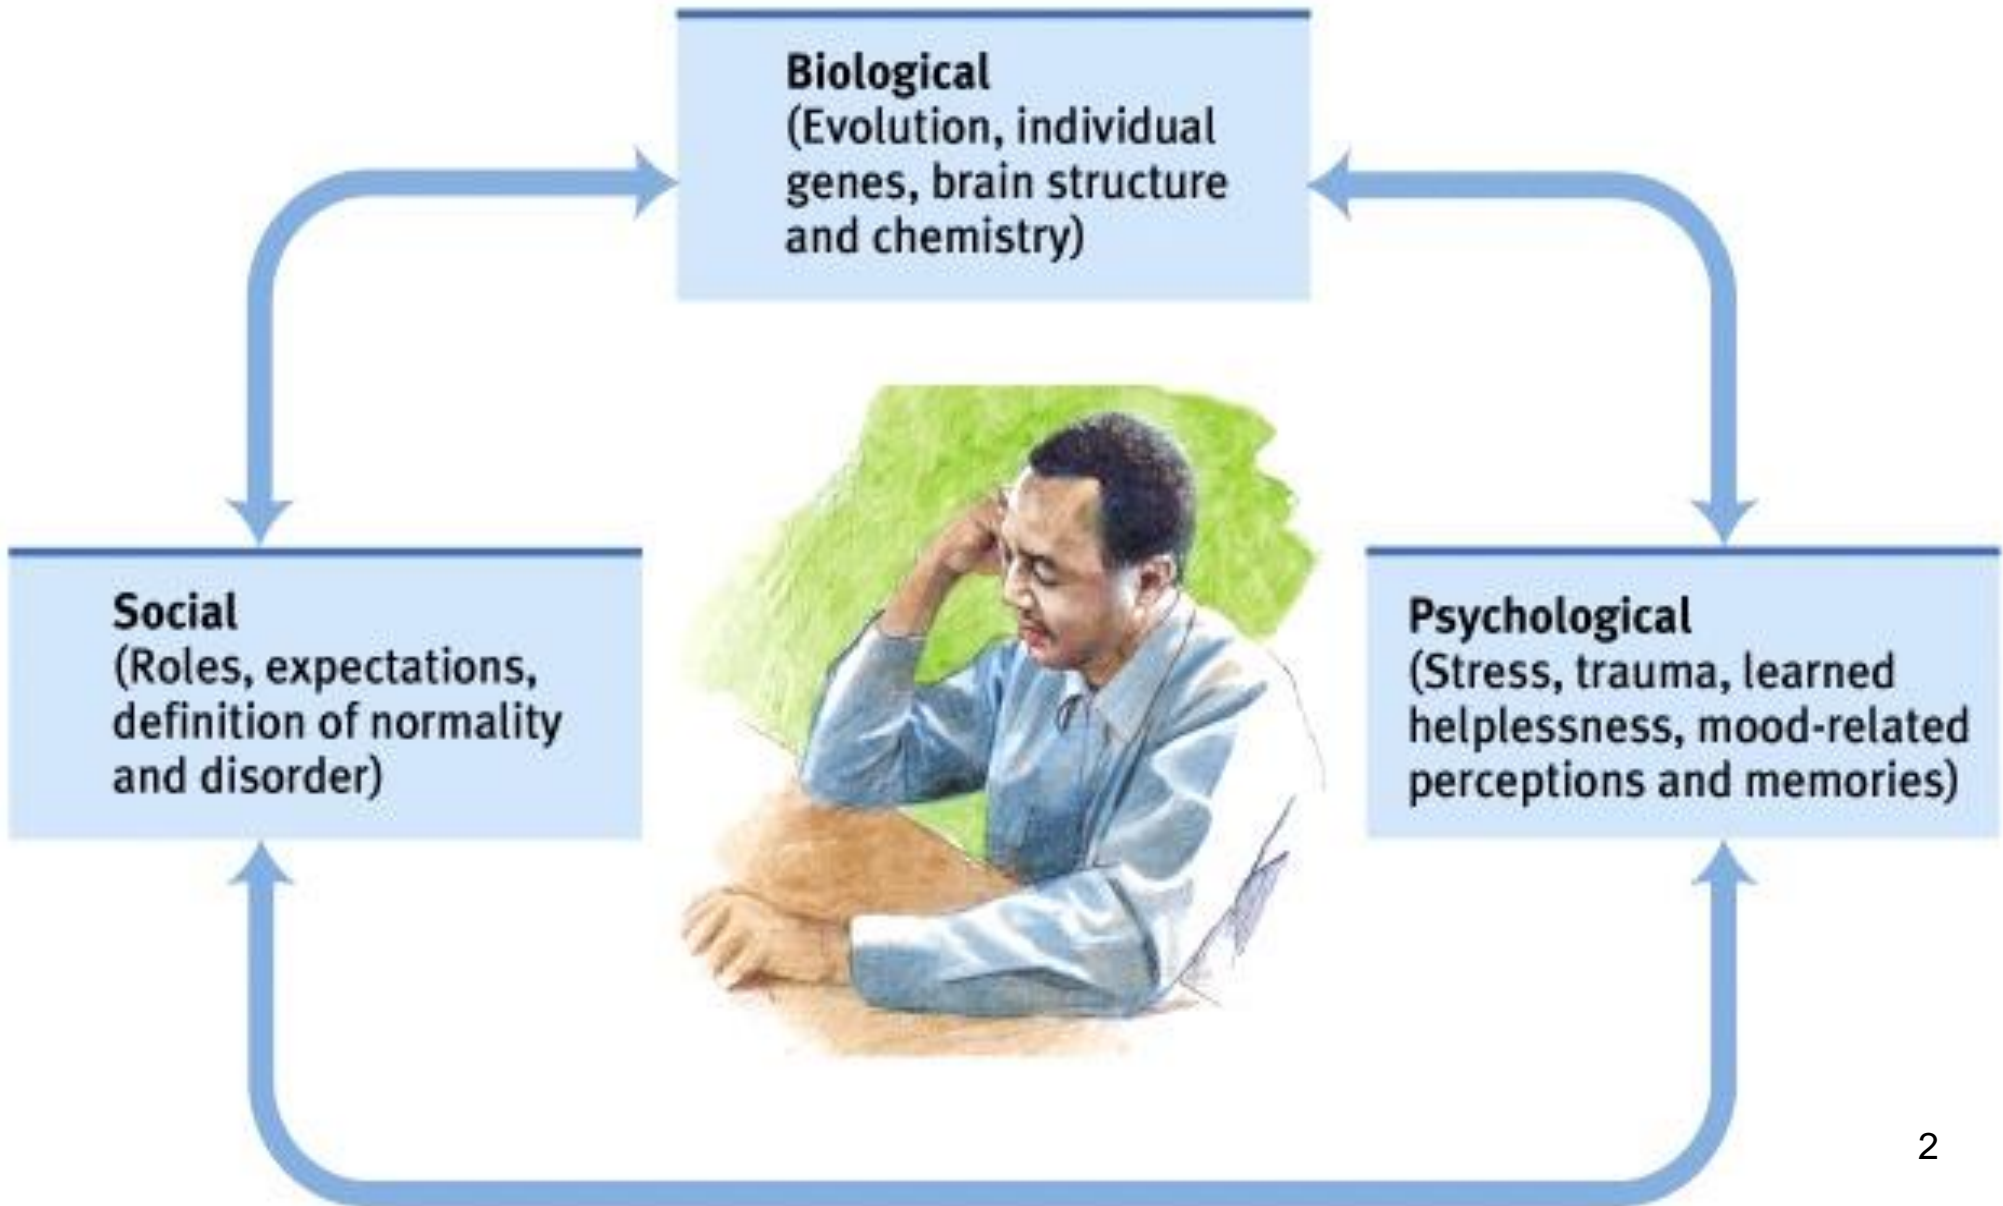 Biological
(Evolution, individual
genes, brain structure
and chemistry)
Social
(Roles, expectations,
definition of normality
and disorder)
Psychological
(Stress, trauma, learned
helplessness, mood-related
perceptions and memories)
2